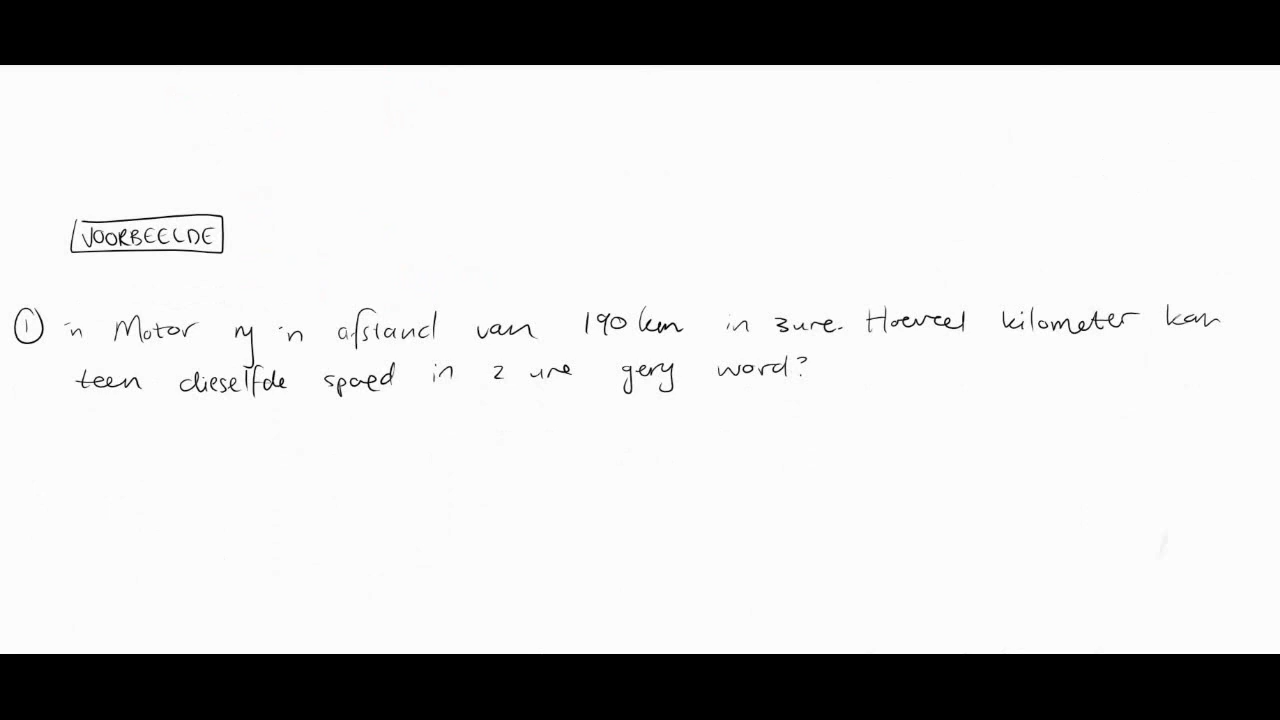 VOORBEELDE
① 'n Motor ry 'n afstand van 190 km in 3 ure. Hoeveel kilometer kan
teen dieselfde spoed in 2 ure gery word?